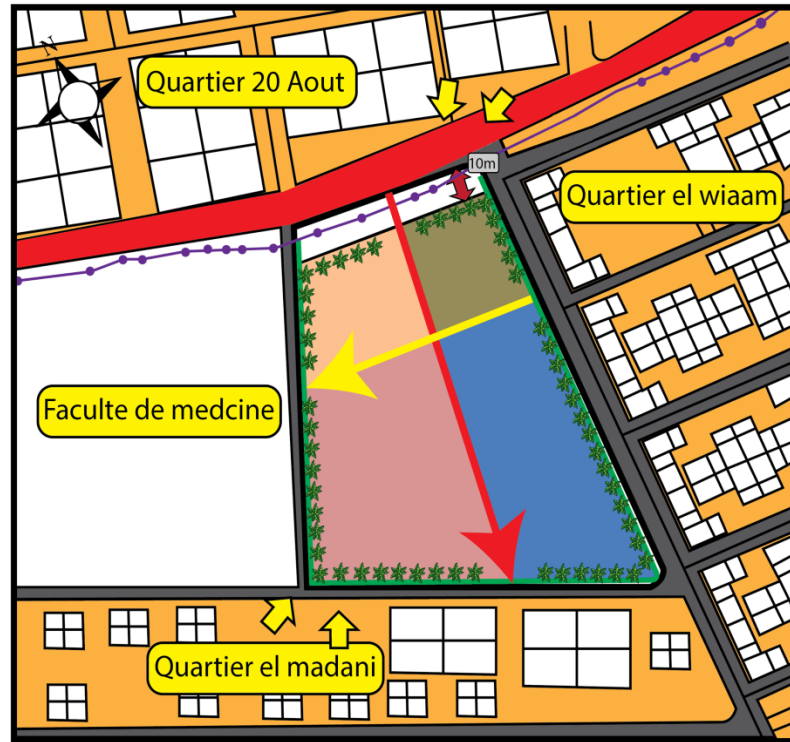 N
Quartier 20 Aout
10m
Quartier el wiaam
Faculte de medcine
Quartier el madani